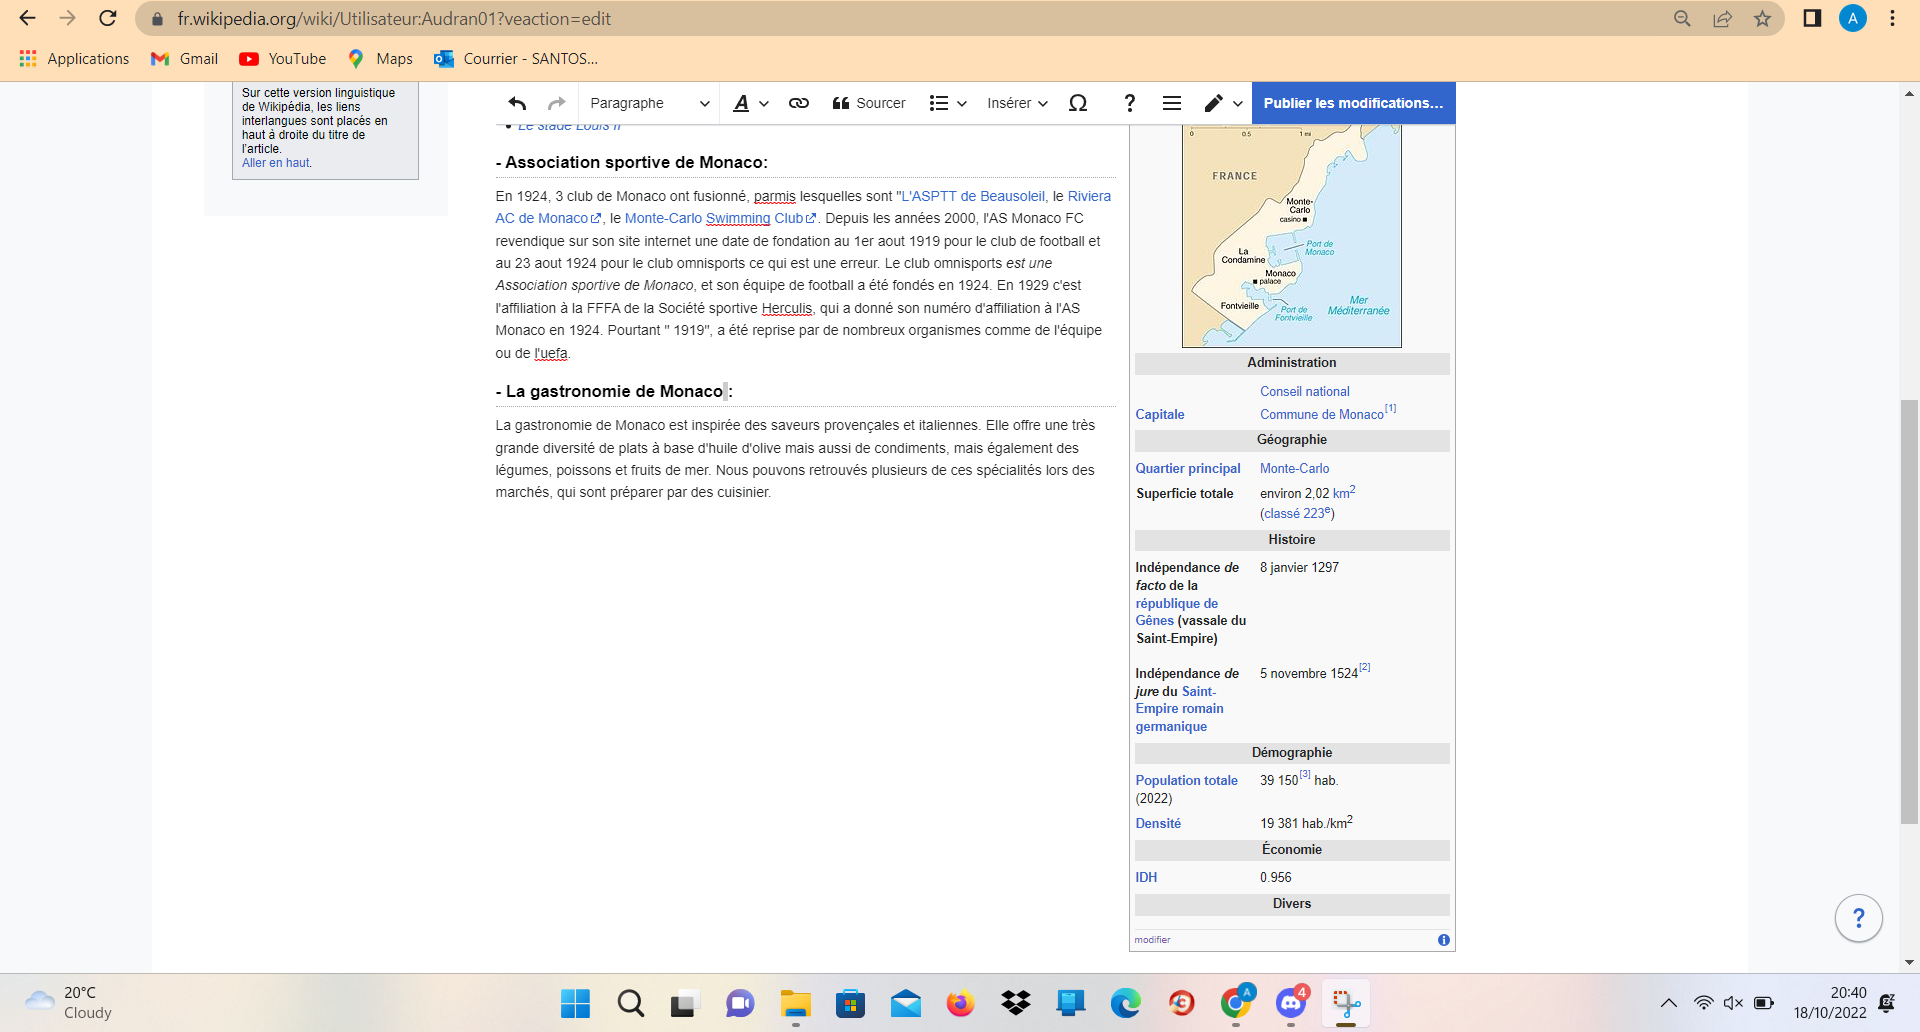 fr.wikipedia.org/wiki/Utilisateur:Audran01?veaction=edit
A
Applications
Gmail
YouTube
Maps
Courrier - SANTOS...
Sur cette version linguistique
de Wikipédia, les liens
interlangues sont placés en
haut à droite du titre de
l'article.
Aller en haut.
Paragraphe
A
Sourcer
Insérer
Ω
?
Publier les modifications...
Le stade Louis II
- Association sportive de Monaco:
En 1924, 3 club de Monaco ont fusionné, parmis lesquelles sont "L'ASPTT de Beausoleil, le Riviera
AC de Monaco, le Monte-Carlo Swimming Club. Depuis les années 2000, l'AS Monaco FC
revendique sur son site internet une date de fondation au 1er aout 1919 pour le club de football et
au 23 aout 1924 pour le club omnisports ce qui est une erreur. Le club omnisports est une
Association sportive de Monaco, et son équipe de football a été fondés en 1924. En 1929 c'est
l'affiliation à la FFFA de la Société sportive Herculis, qui a donné son numéro d'affiliation à l'AS
Monaco en 1924. Pourtant " 1919", a été reprise par de nombreux organismes comme de l'équipe
ou de l'uefa.
- La gastronomie de Monaco :
La gastronomie de Monaco est inspirée des saveurs provençales et italiennes. Elle offre une très
grande diversité de plats à base d'huile d'olive mais aussi de condiments, mais également des
légumes, poissons et fruits de mer. Nous pouvons retrouvés plusieurs de ces spécialités lors des
marchés, qui sont préparer par des cuisinier.
0 0.5 1 mi
FRANCE
Monte-
Carlo
casino
Port de
Monaco
La
Condamine
Monaco
palace
Fontvieille
Port de
Fontvieille
Mer
Méditerranée
Administration
Conseil national
Capitale Commune de Monaco[1]
Géographie
Quartier principal Monte-Carlo
Superficie totale environ 2,02 km2
(classé 223e)
Histoire
Indépendance de 8 janvier 1297
facto de la
république de
Gênes (vassale du
Saint-Empire)
Indépendance de 5 novembre 1524[2]
jure du Saint-
Empire romain
germanique
Démographie
Population totale 39 150[3] hab.
(2022)
Densité 19 381 hab./km2
Économie
IDH 0.956
Divers
modifier
?
20°C
Cloudy
A
4
20:40
18/10/2022